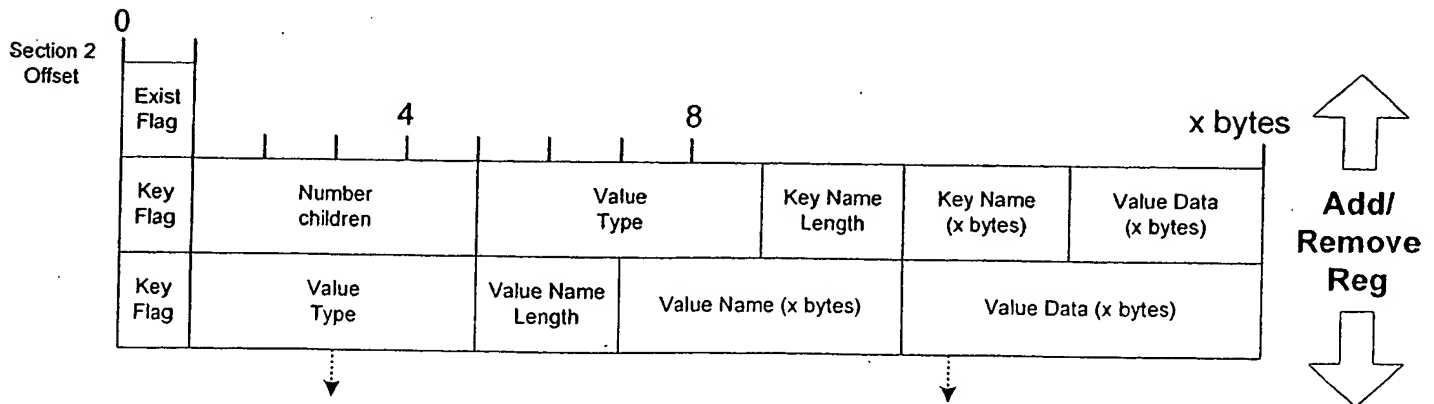 0
Section 2
Offset
Exist
Flag
4
8
x bytes
Key
Flag
Number
children
Value
Type
Key Name
Length
Key Name
(x bytes)
Value Data
(x bytes)
Key
Flag
Value
Type
Value Name
Length
Value Name (x bytes)
Value Data (x bytes)
Add/
Remove
Reg